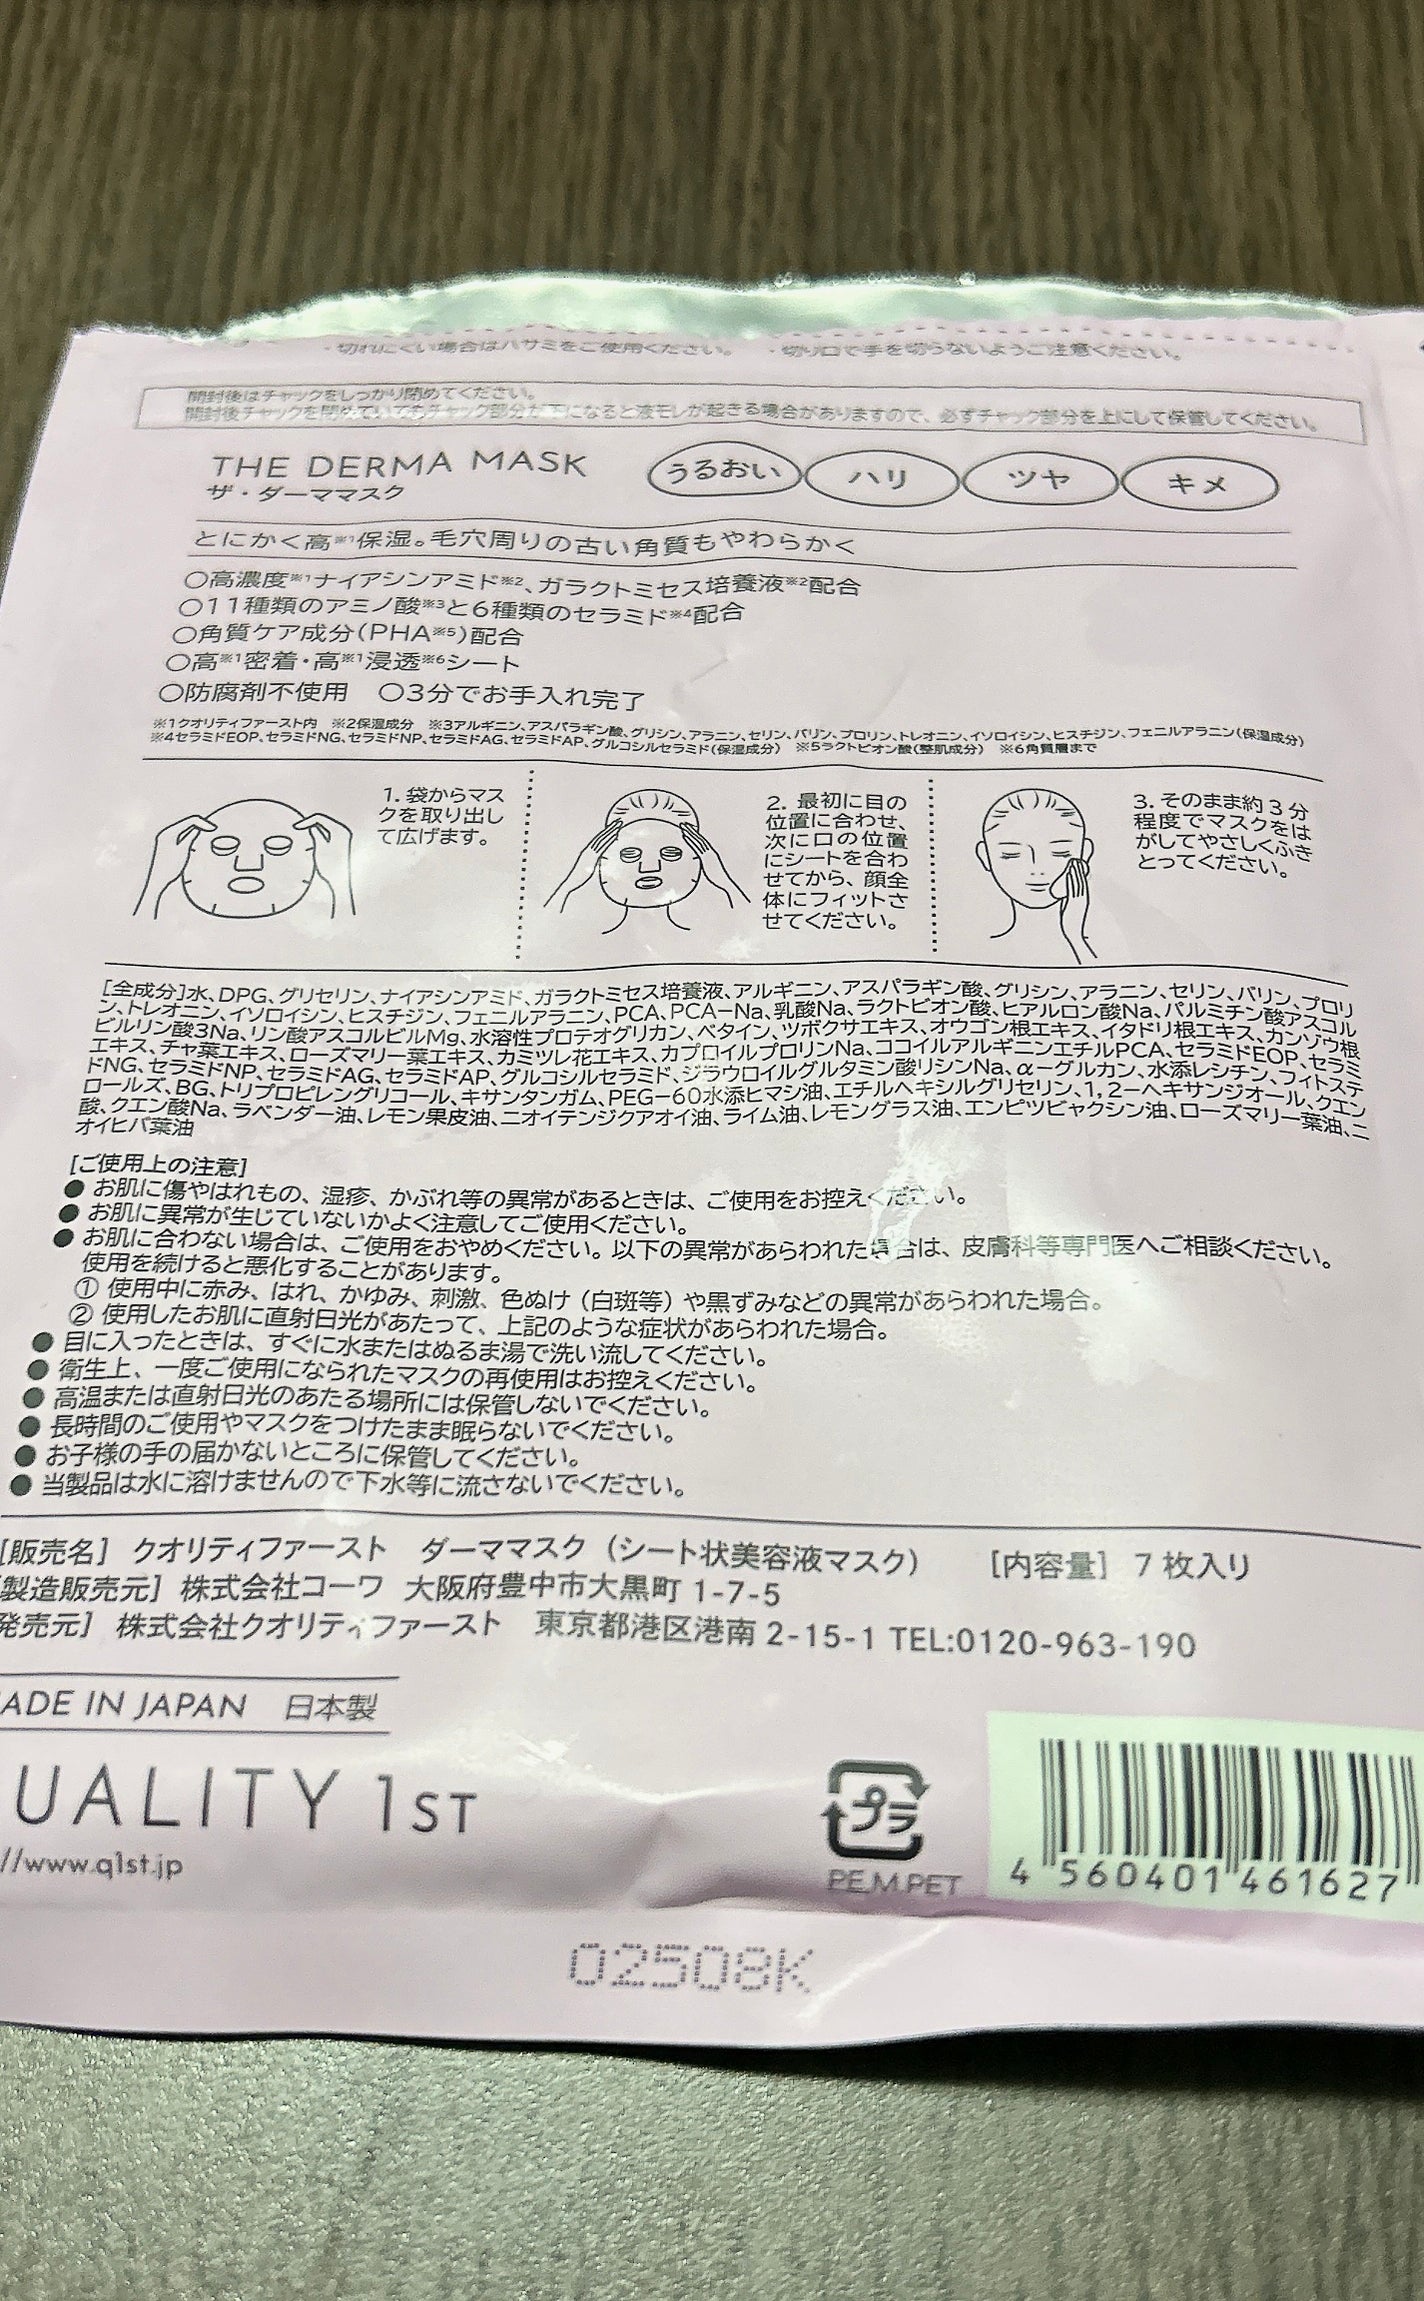 ・切れにくい場合はハサミをご使用ください。 ・切り口で手を切らないようご注意ください。
開封後はチャックをしっかり閉めてください。
開封後チャックを閉めていてもチャック部分が下になると液モレが起きる場合がありますので、必ずチャック部分を上にして保管してください。
THE DERMA MASK うるおい ハリ ツヤ キメ
ザ・ダーママスク
とにかく高※1保湿。毛穴周りの古い角質もやわらかく
○高濃度※1ナイアシンアミド※2、ガラクトミセス培養液※2配合
○11種類のアミノ酸※3と6種類のセラミド※4配合
○角質ケア成分(PHA※5)配合
○高※1密着・高※1浸透※6シート
○防腐剤不使用 ○3分でお手入れ完了
※1クオリティファースト内 ※2保湿成分 ※3アルギニン、アスパラギン酸、グリシン、アラニン、セリン、バリン、プロリン、トレオニン、イソロイシン、ヒスチジン、フェニルアラニン(保湿成分)
※4セラミドEOP、セラミドNG、セラミドNP、セラミドAG、セラミドAP、グルコシルセラミド(保湿成分) ※5ラクトビオン酸(整肌成分) ※6角質層まで
1. 袋からマス
クを取り出し
て広げます。
2. 最初に目の
位置に合わせ、
次に口の位置
にシートを合わ
せてから、顔全
体にフィットさ
せてください。
3. そのまま約3分
程度でマスクをは
がしてやさしくふき
とってください。
[全成分]水、DPG、グリセリン、ナイアシンアミド、ガラクトミセス培養液、アルギニン、アスパラギン酸、グリシン、アラニン、セリン、バリン、プロリ
ン、トレオニン、イソロイシン、ヒスチジン、フェニルアラニン、PCA、PCA-Na、乳酸Na、ラクトビオン酸、ヒアルロン酸Na、パルミチン酸アスコル
ビルリン酸3Na、リン酸アスコルビルMg、水溶性プロテオグリカン、ベタイン、ツボクサエキス、オウゴン根エキス、イタドリ根エキス、カンゾウ根
エキス、チャ葉エキス、ローズマリー葉エキス、カミツレ花エキス、カプロイルプロリンNa、ココイルアルギニンエチルPCA、セラミドEOP、セラミ
ドNG、セラミドNP、セラミドAG、セラミドAP、グルコシルセラミド、ジラウロイルグルタミン酸リシンNa、α-グルカン、水添レシチン、フィトステ
ロールズ、BG、トリプロピレングリコール、キサンタンガム、PEG-60水添ヒマシ油、エチルヘキシルグリセリン、1,2-ヘキサンジオール、クエン
酸、クエン酸Na、ラベンダー油、レモン果皮油、ニオイテンジクアオイ油、ライム油、レモングラス油、エンピツビャクシン油、ローズマリー葉油、ニ
オイヒバ葉油
[ご使用上の注意]
● お肌に傷やはれもの、湿疹、かぶれ等の異常があるときは、ご使用をお控えください。
● お肌に異常が生じていないかよく注意してご使用ください。
● お肌に合わない場合は、ご使用をおやめください。以下の異常があらわれた場合は、皮膚科等専門医へご相談ください。
使用を続けると悪化することがあります。
① 使用中に赤み、はれ、かゆみ、刺激、色ぬけ(白斑等)や黒ずみなどの異常があらわれた場合。
② 使用したお肌に直射日光があたって、上記のような症状があらわれた場合。
● 目に入ったときは、すぐに水またはぬるま湯で洗い流してください。
● 衛生上、一度ご使用になられたマスクの再使用はお控えください。
● 高温または直射日光のあたる場所には保管しないでください。
● 長時間のご使用やマスクをつけたまま眠らないでください。
● お子様の手の届かないところに保管してください。
● 当製品は水に溶けませんので下水等に流さないでください。
[販売名] クオリティファースト ダーママスク(シート状美容液マスク) [内容量] 7枚入り
製造販売元] 株式会社コーワ 大阪府豊中市大黒町 1-7-5
発売元] 株式会社クオリティファースト 東京都港区港南 2-15-1 TEL:0120-963-190
ADE IN JAPAN 日本製
UALITY 1ST
//www.q1st.jp
プラ
PE.M.PET
4 560401 461627
02508K